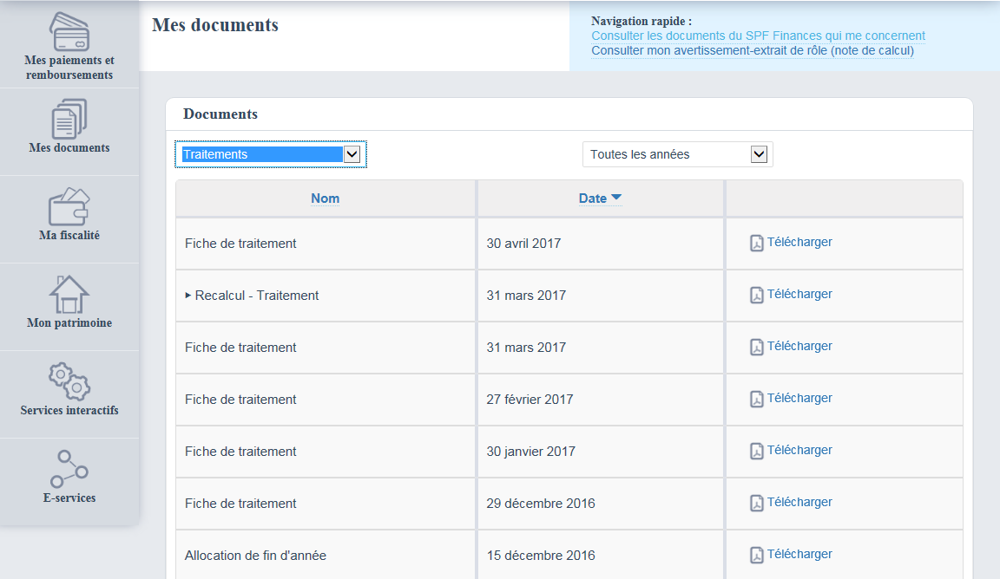 Mes paiements et
remboursements
Mes documents
Ma fiscalité
Mon patrimoine
Services interactifs
E-services
Mes documents
Navigation rapide :
Consulter les documents du SPF Finances qui me concernent
Consulter mon avertissement-extrait de rôle (note de calcul)
Documents
Traitements Toutes les années
Nom Date
Fiche de traitement 30 avril 2017 Télécharger
Recalcul - Traitement 31 mars 2017 Télécharger
Fiche de traitement 31 mars 2017 Télécharger
Fiche de traitement 27 février 2017 Télécharger
Fiche de traitement 30 janvier 2017 Télécharger
Fiche de traitement 29 décembre 2016 Télécharger
Allocation de fin d'année 15 décembre 2016 Télécharger